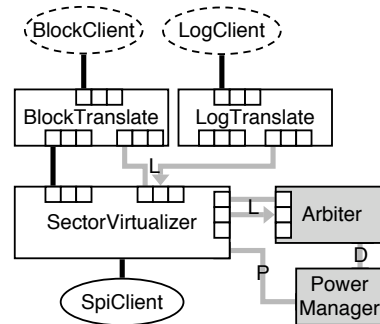 BlockClient
LogClient
BlockTranslate
LogTranslate
L
SectorVirtualizer
L
Arbiter
P
D
SpiClient
Power
Manager